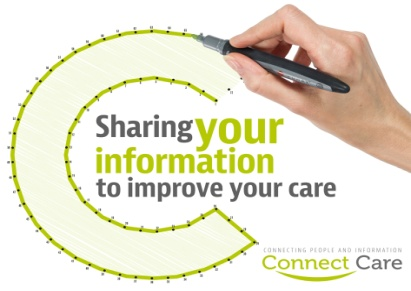 Sharing your
information
to improve your care
CONNECTING PEOPLE AND INFORMATION
Connect Care